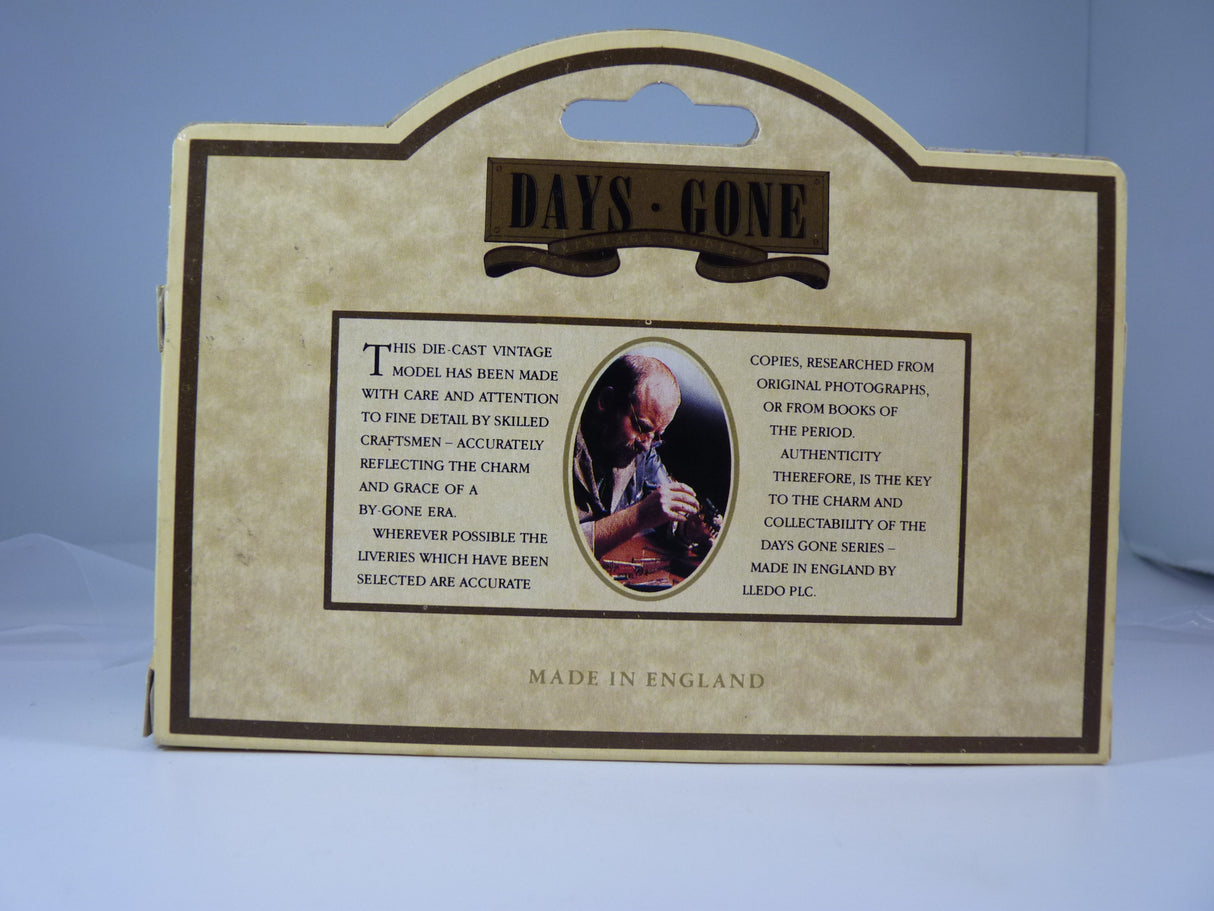 DAYS · GONE
VINTAGE MODELS
THIS DIE-CAST VINTAGE
MODEL HAS BEEN MADE
WITH CARE AND ATTENTION
TO FINE DETAIL BY SKILLED
CRAFTSMEN – ACCURATELY
REFLECTING THE CHARM
AND GRACE OF A
BY-GONE ERA.
WHEREVER POSSIBLE THE
LIVERIES WHICH HAVE BEEN
SELECTED ARE ACCURATE
COPIES, RESEARCHED FROM
ORIGINAL PHOTOGRAPHS,
OR FROM BOOKS OF
THE PERIOD.
AUTHENTICITY
THEREFORE, IS THE KEY
TO THE CHARM AND
COLLECTABILITY OF THE
DAYS GONE SERIES –
MADE IN ENGLAND BY
LLEDO PLC.
MADE IN ENGLAND